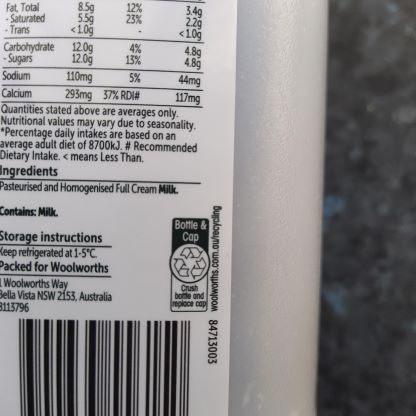 Fat, Total 8.5g 12% 3.4g
- Saturated 5.5g 23% 2.2g
- Trans <1.0g - <1.0g
Carbohydrate 12.0g 4% 4.8g
- Sugars 12.0g 13% 4.8g
Sodium 110mg 5% 44mg
Calcium 293mg 37% RDI# 117mg
Quantities stated above are averages only.
Nutritional values may vary due to seasonality.
*Percentage daily intakes are based on an
average adult diet of 8700kJ. # Recommended
Dietary Intake. < means Less Than.
Ingredients
Pasteurised and Homogenised Full Cream Milk.
Contains: Milk.
Storage instructions
Keep refrigerated at 1-5°C.
Packed for Woolworths
1 Woolworths Way
Bella Vista NSW 2153, Australia
3113796
Bottle &
Cap
Crush
bottle and
replace cap
woolworths.com.au/recycling
84713003